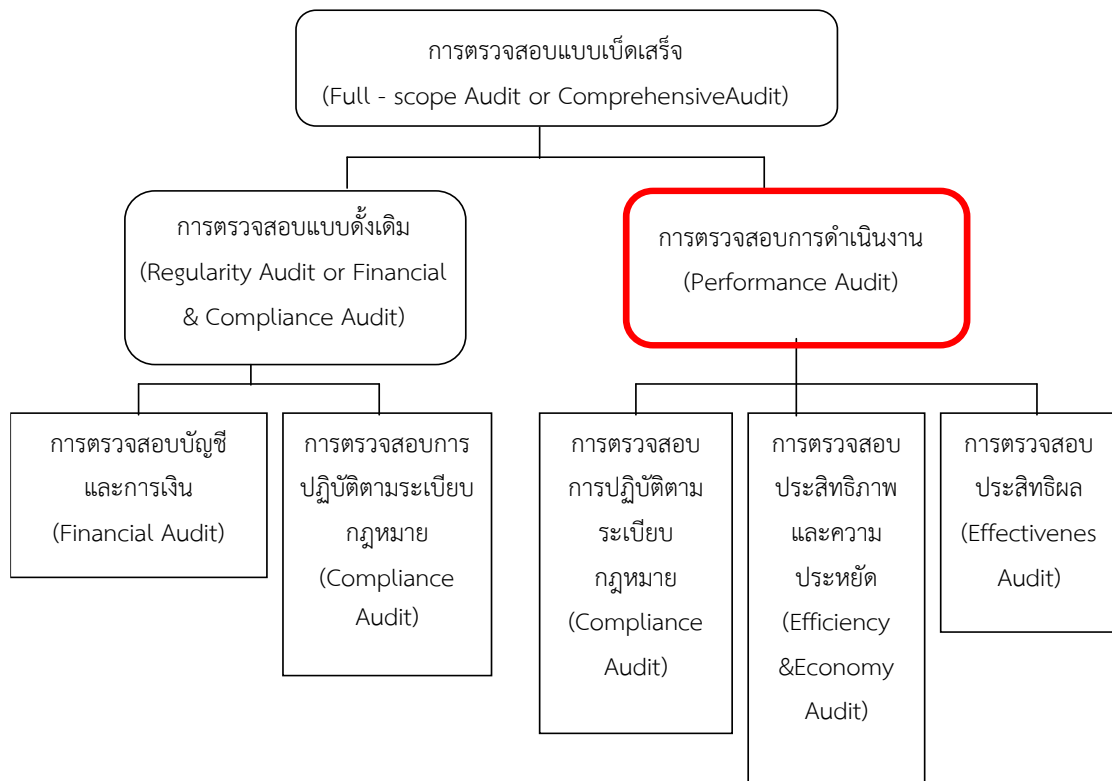 การตรวจสอบแบบเบ็ดเสร็จ
(Full - scope Audit or ComprehensiveAudit)
การตรวจสอบแบบดั้งเดิม
(Regularity Audit or Financial
& Compliance Audit)
การตรวจสอบการดำเนินงาน
(Performance Audit)
การตรวจสอบบัญชี
และการเงิน
(Financial Audit)
การตรวจสอบการ
ปฏิบัติตามระเบียบ
กฎหมาย
(Compliance
Audit)
การตรวจสอบ
การปฏิบัติตาม
ระเบียบ
กฎหมาย
(Compliance
Audit)
การตรวจสอบ
ประสิทธิภาพ
และความ
ประหยัด
(Efficiency
&Economy
Audit)
การตรวจสอบ
ประสิทธิผล
(Effectivenes
Audit)